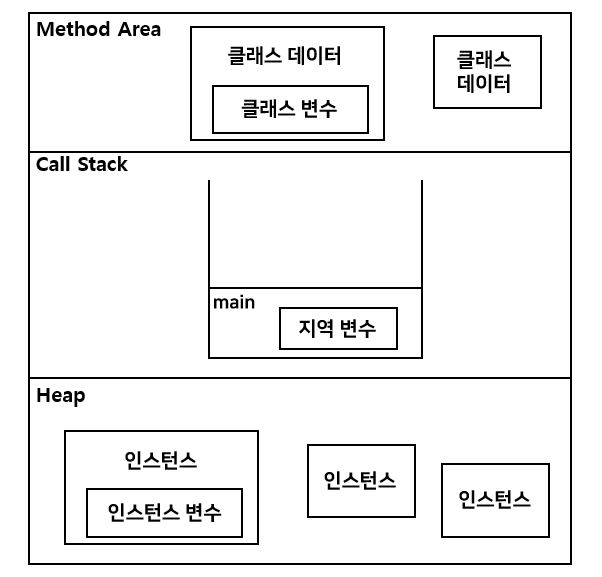 Method Area
클래스 데이터
클래스 변수
클래스
데이터
Call Stack
main
지역 변수
Heap
인스턴스
인스턴스 변수
인스턴스
인스턴스